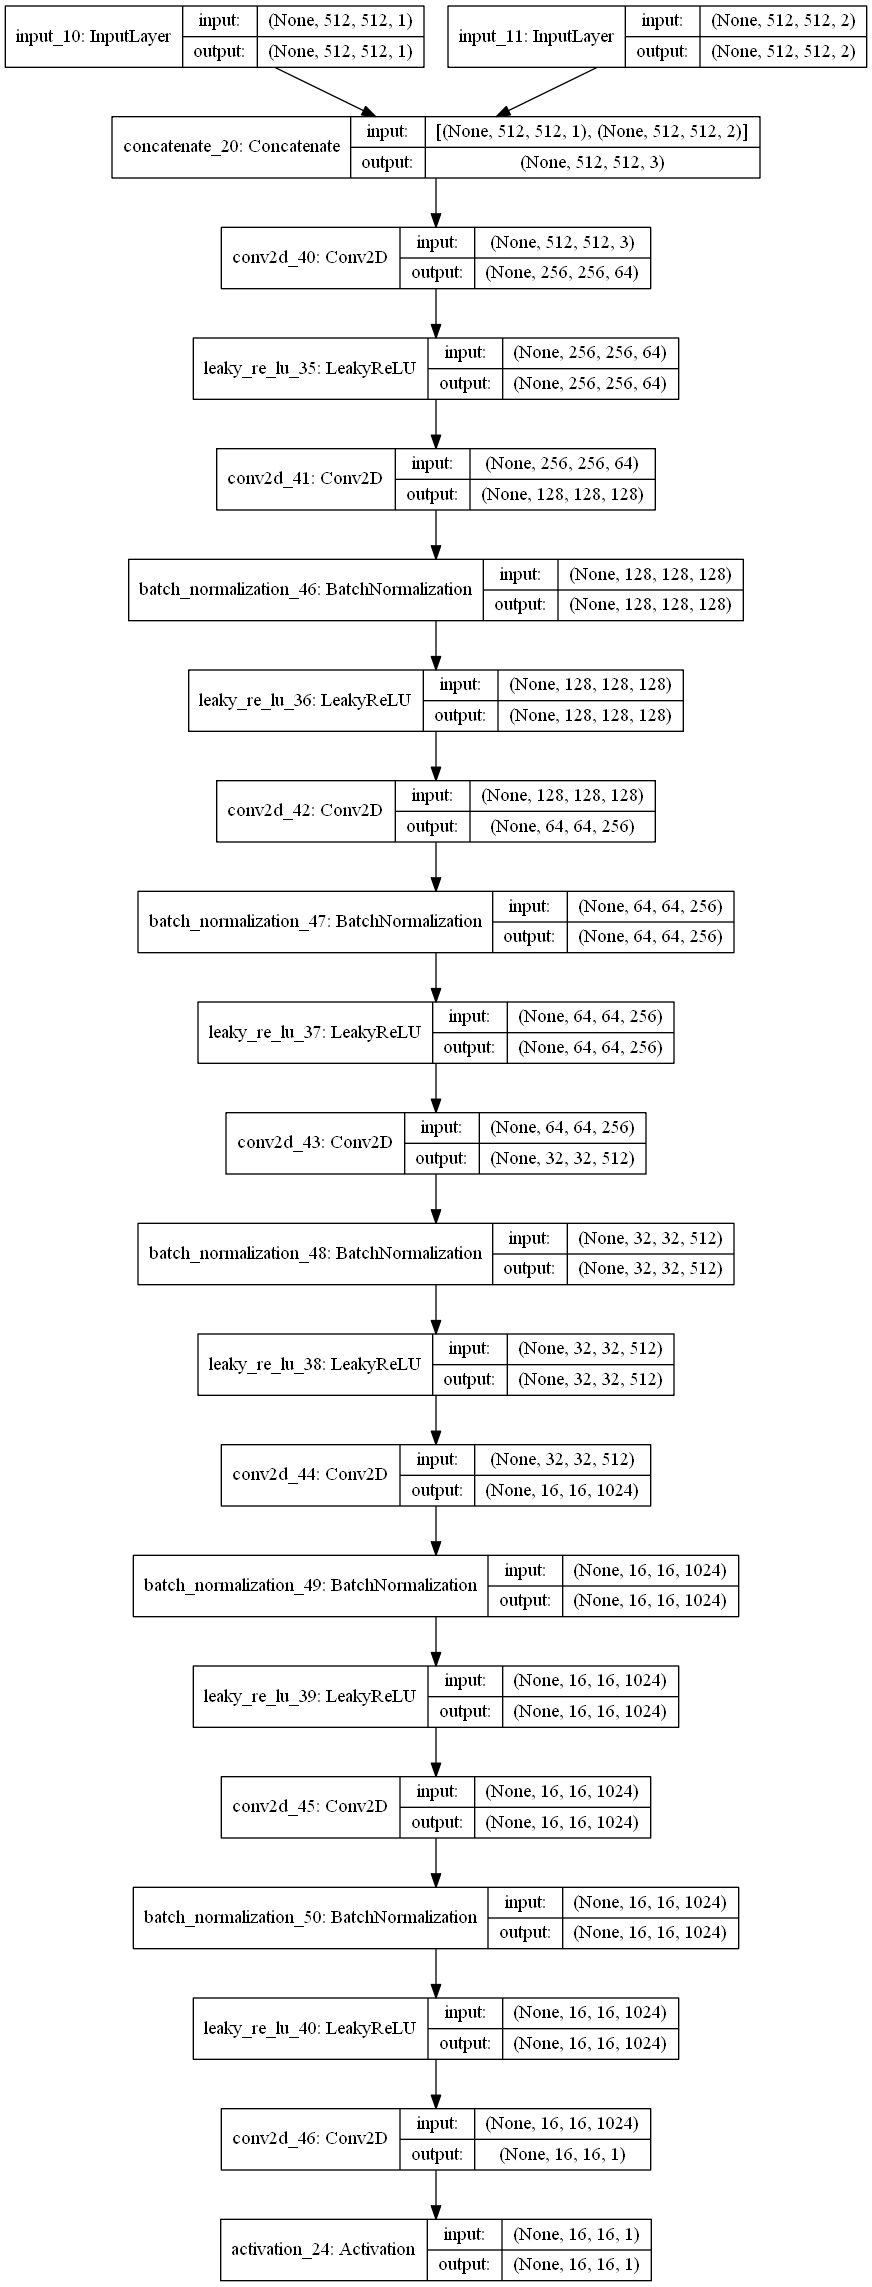 input_10: InputLayer input: (None, 512, 512, 1)
output: (None, 512, 512, 1)
input_11: InputLayer input: (None, 512, 512, 2)
output: (None, 512, 512, 2)
concatenate_20: Concatenate input: [(None, 512, 512, 1), (None, 512, 512, 2)]
output: (None, 512, 512, 3)
conv2d_40: Conv2D input: (None, 512, 512, 3)
output: (None, 256, 256, 64)
leaky_re_lu_35: LeakyReLU input: (None, 256, 256, 64)
output: (None, 256, 256, 64)
conv2d_41: Conv2D input: (None, 256, 256, 64)
output: (None, 128, 128, 128)
batch_normalization_46: BatchNormalization input: (None, 128, 128, 128)
output: (None, 128, 128, 128)
leaky_re_lu_36: LeakyReLU input: (None, 128, 128, 128)
output: (None, 128, 128, 128)
conv2d_42: Conv2D input: (None, 128, 128, 128)
output: (None, 64, 64, 256)
batch_normalization_47: BatchNormalization input: (None, 64, 64, 256)
output: (None, 64, 64, 256)
leaky_re_lu_37: LeakyReLU input: (None, 64, 64, 256)
output: (None, 64, 64, 256)
conv2d_43: Conv2D input: (None, 64, 64, 256)
output: (None, 32, 32, 512)
batch_normalization_48: BatchNormalization input: (None, 32, 32, 512)
output: (None, 32, 32, 512)
leaky_re_lu_38: LeakyReLU input: (None, 32, 32, 512)
output: (None, 32, 32, 512)
conv2d_44: Conv2D input: (None, 32, 32, 512)
output: (None, 16, 16, 1024)
batch_normalization_49: BatchNormalization input: (None, 16, 16, 1024)
output: (None, 16, 16, 1024)
leaky_re_lu_39: LeakyReLU input: (None, 16, 16, 1024)
output: (None, 16, 16, 1024)
conv2d_45: Conv2D input: (None, 16, 16, 1024)
output: (None, 16, 16, 1024)
batch_normalization_50: BatchNormalization input: (None, 16, 16, 1024)
output: (None, 16, 16, 1024)
leaky_re_lu_40: LeakyReLU input: (None, 16, 16, 1024)
output: (None, 16, 16, 1024)
conv2d_46: Conv2D input: (None, 16, 16, 1024)
output: (None, 16, 16, 1)
activation_24: Activation input: (None, 16, 16, 1)
output: (None, 16, 16, 1)